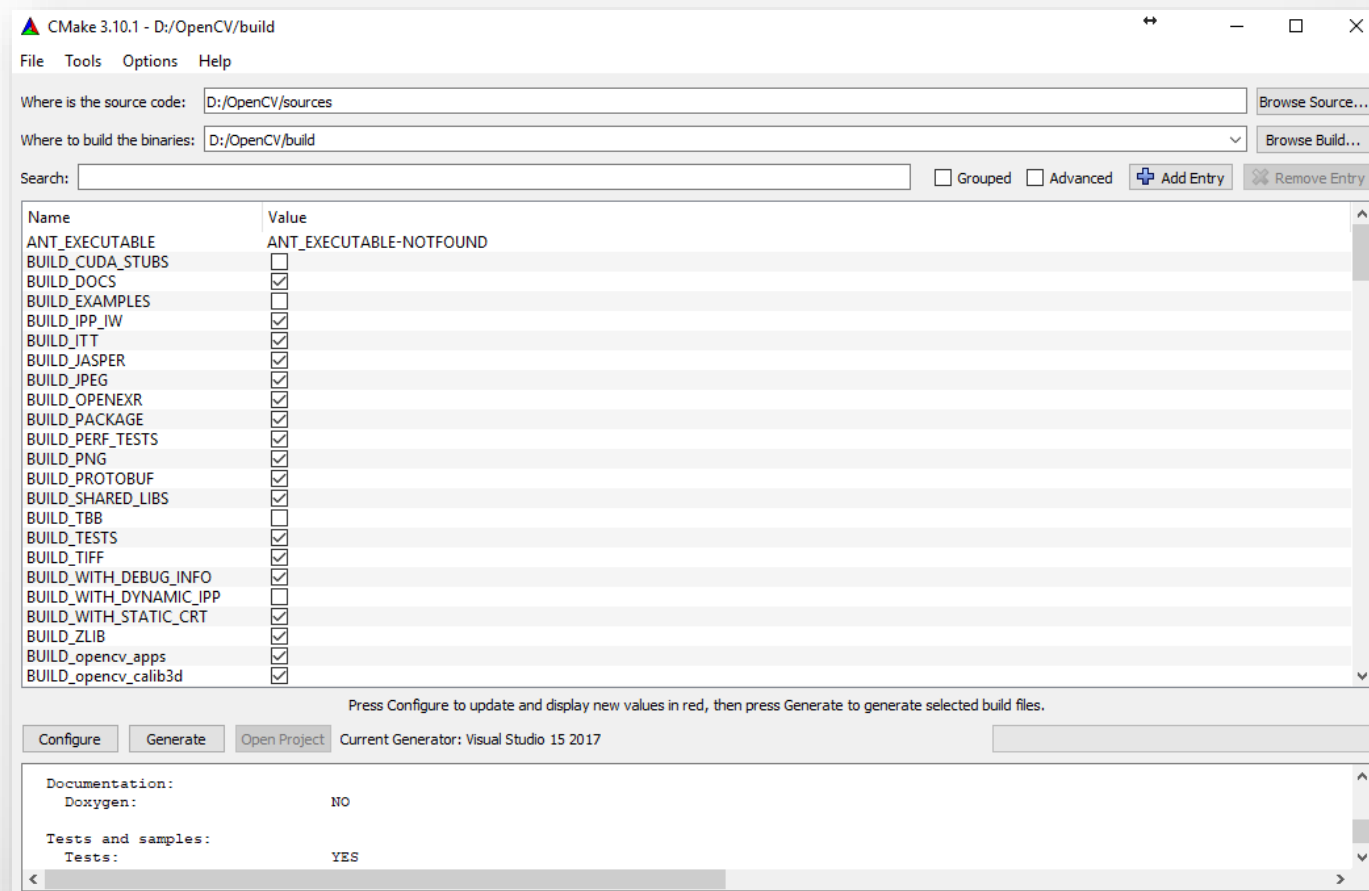 CMake 3.10.1 - D:/OpenCV/build
File Tools Options Help
Where is the source code: D:/OpenCV/sources Browse Source...
Where to build the binaries: D:/OpenCV/build Browse Build...
Search: Grouped Advanced Add Entry Remove Entry
Name Value
ANT_EXECUTABLE ANT_EXECUTABLE-NOTFOUND
BUILD_CUDA_STUBS
BUILD_DOCS
BUILD_EXAMPLES
BUILD_IPP_IW
BUILD_ITT
BUILD_JASPER
BUILD_JPEG
BUILD_OPENEXR
BUILD_PACKAGE
BUILD_PERF_TESTS
BUILD_PNG
BUILD_PROTOBUF
BUILD_SHARED_LIBS
BUILD_TBB
BUILD_TESTS
BUILD_TIFF
BUILD_WITH_DEBUG_INFO
BUILD_WITH_DYNAMIC_IPP
BUILD_WITH_STATIC_CRT
BUILD_ZLIB
BUILD_opencv_apps
BUILD_opencv_calib3d
Press Configure to update and display new values in red, then press Generate to generate selected build files.
Configure Generate Open Project Current Generator: Visual Studio 15 2017
Documentation:
Doxygen: NO
Tests and samples:
Tests: YES